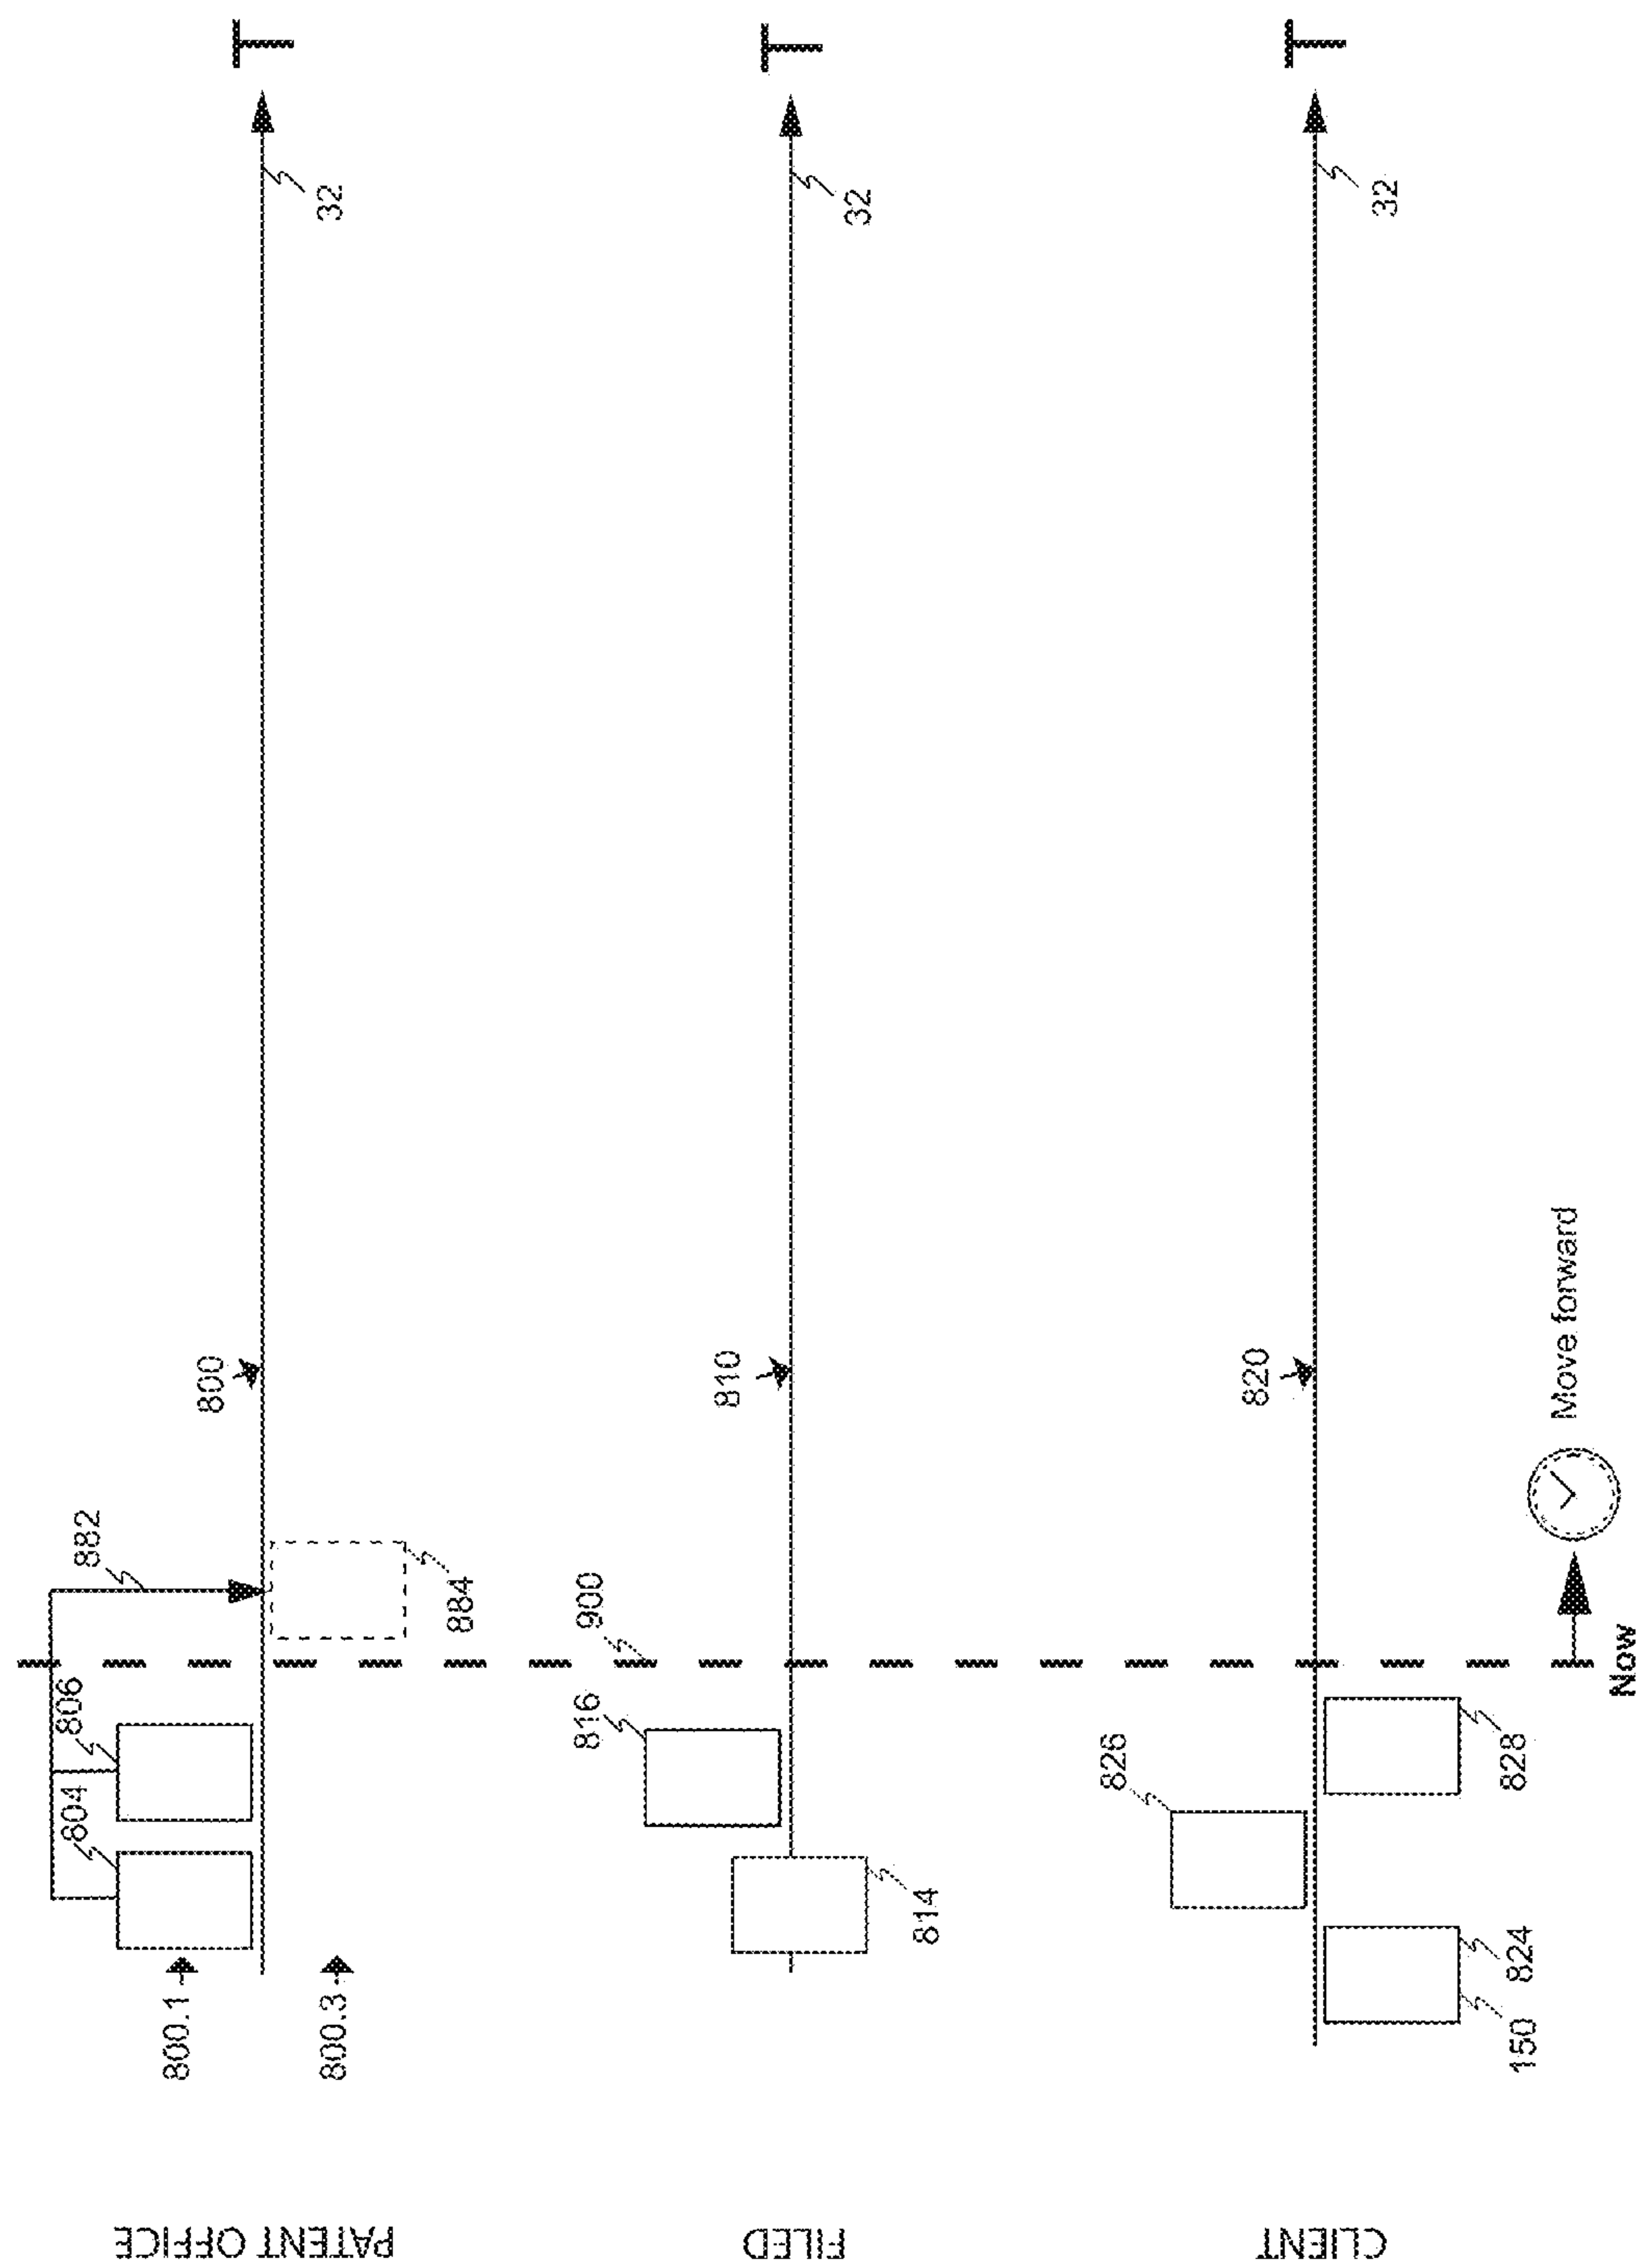 PATENT OFFICE
800.1
800.3
804
806
882
884
800
32
T
FILED
814
816
900
810
32
T
CLIENT
150
824
826
828
820
32
T
Now
Move forward